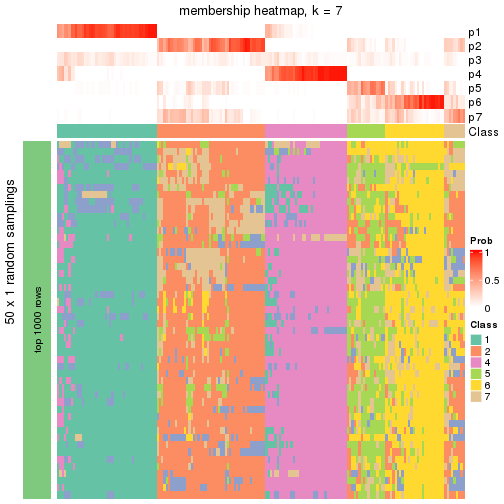 membership heatmap, k = 7
p1
p2
p3
p4
p5
p6
p7
Class
50 x 1 random samplings
top 1000 rows
Prob
1
0.5
0
Class
1
2
4
5
6
7